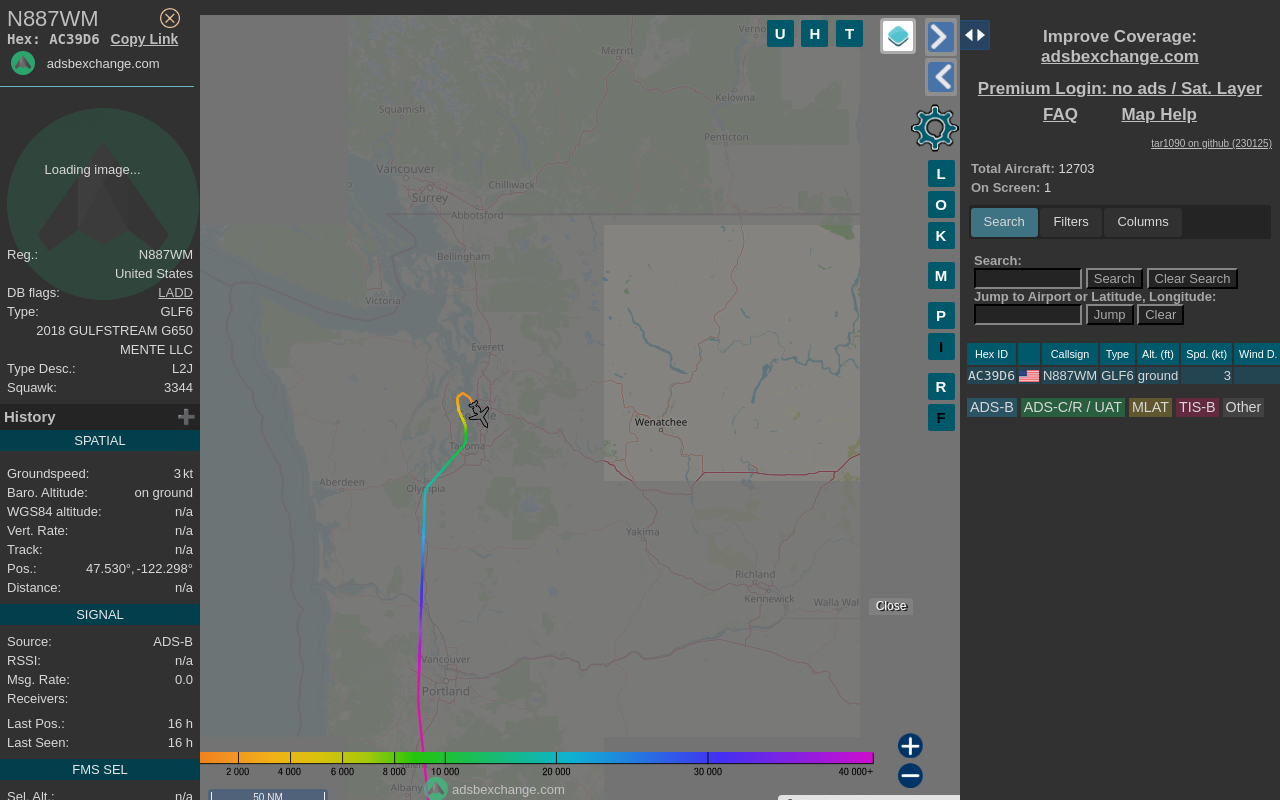 N887WM
Hex: AC39D6 Copy Link
adsbexchange.com
Loading image...
Reg.: N887WM
United States
DB flags: LADD
Type: GLF6
2018 GULFSTREAM G650
MENTE LLC
Type Desc.: L2J
Squawk: 3344
History
SPATIAL
Groundspeed: 3 kt
Baro. Altitude: on ground
WGS84 altitude: n/a
Vert. Rate: n/a
Track: n/a
Pos.: 47.530°, -122.298°
Distance: n/a
SIGNAL
Source: ADS-B
RSSI: n/a
Msg. Rate: 0.0
Receivers:
Last Pos.: 16 h
Last Seen: 16 h
FMS SEL
Sel. Alt.: n/a
U H T
Merritt
Squamish
Kelowna
Penticton
Vancouver
Surrey
Chilliwack
Abbotsford
Bellingham
Victoria
Everett
Wenatchee
Tacoma
Aberdeen
Olympia
Yakima
Richland
Kennewick
Walla Wal
Vancouver
Portland
Albany
L
O
K
M
P
I
R
F
Close
2 000 4 000 6 000 8 000 10 000 20 000 30 000 40 000+
adsbexchange.com
50 NM
Improve Coverage:
adsbexchange.com
Premium Login: no ads / Sat. Layer
FAQ Map Help
tar1090 on github (230125)
Total Aircraft: 12703
On Screen: 1
Search Filters Columns
Search:
Search Clear Search
Jump to Airport or Latitude, Longitude:
Jump Clear
Hex ID Callsign Type Alt. (ft) Spd. (kt) Wind D.
AC39D6 N887WM GLF6 ground 3
ADS-B ADS-C/R / UAT MLAT TIS-B Other